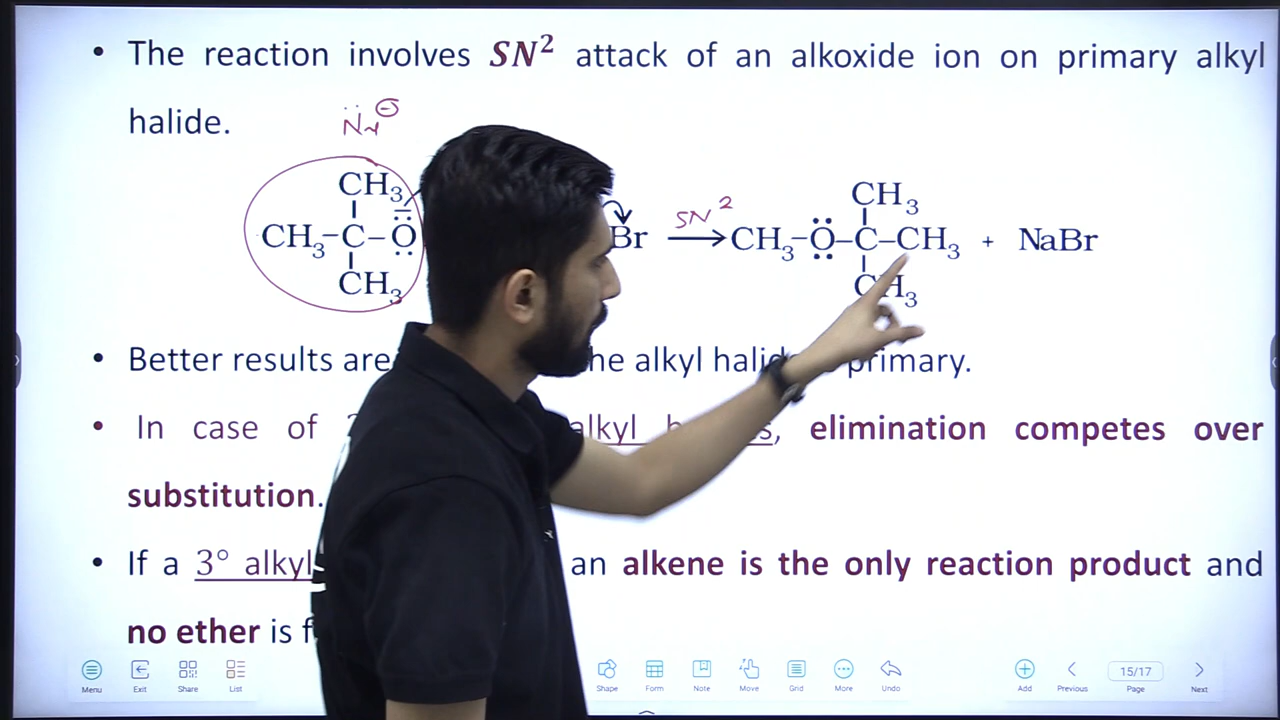 • The reaction involves SN² attack of an alkoxide ion on primary alkyl
halide.
N̈u⊖
CH₃ CH₃
CH₃–C–Ö Br SN² ⟶ CH₃–Ö–C–CH₃ + NaBr
CH₃ CH₃
• Better results are the alkyl primary.
• In case of alkyl, elimination competes over
substitution.
• If a 3° alkyl an alkene is the only reaction product and
no ether is
Menu Exit Share List Shape Form Note Move Grid More Undo Add Previous 15/17 Page Next